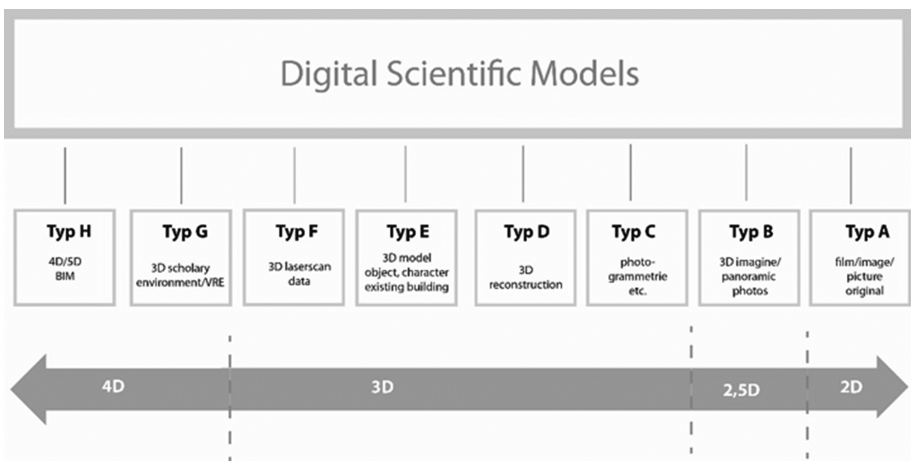 Digital Scientific Models
Typ H
4D/5D
BIM
Typ G
3D scholary
environment/VRE
Typ F
3D laserscan
data
Typ E
3D model
object, character
existing building
Typ D
3D
reconstruction
Typ C
photo-
grammetrie
etc.
Typ B
3D imagine/
panoramic
photos
Typ A
film/image/
picture
original
4D
3D
2,5D
2D